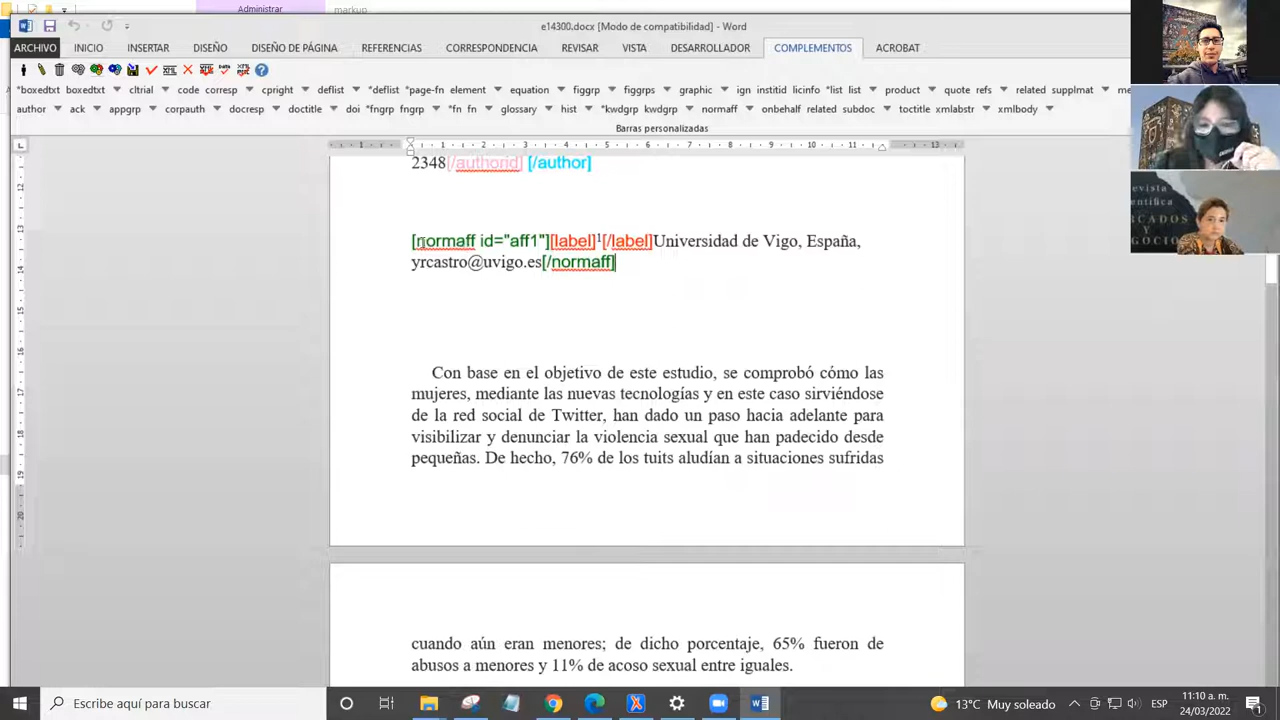 Administrar
markup
e14300.docx [Modo de compatibilidad] - Word
ARCHIVO INICIO INSERTAR DISEÑO DISEÑO DE PÁGINA REFERENCIAS CORRESPONDENCIA REVISAR VISTA DESARROLLADOR COMPLEMENTOS ACROBAT
*boxedtxt boxedtxt cltrial code corresp cpright deflist *deflist *page-fn element equation figgrp figgrps graphic ign institid licinfo *list list product quote refs related supplmat me
author ack appgrp corpauth docresp doctitle doi *fngrp fngrp *fn fn glossary hist *kwdgrp kwdgrp normaff onbehalf related subdoc toctitle xmlabstr xmlbody
Barras personalizadas
2348[/authorid] [/author]
[normaff id="aff1"][label]1[/label]Universidad de Vigo, España,
yrcastro@uvigo.es[/normaff]
Con base en el objetivo de este estudio, se comprobó cómo las
mujeres, mediante las nuevas tecnologías y en este caso sirviéndose
de la red social de Twitter, han dado un paso hacia adelante para
visibilizar y denunciar la violencia sexual que han padecido desde
pequeñas. De hecho, 76% de los tuits aludían a situaciones sufridas
cuando aún eran menores; de dicho porcentaje, 65% fueron de
abusos a menores y 11% de acoso sexual entre iguales.
Escribe aquí para buscar
13°C Muy soleado
ESP
11:10 a. m.
24/03/2022